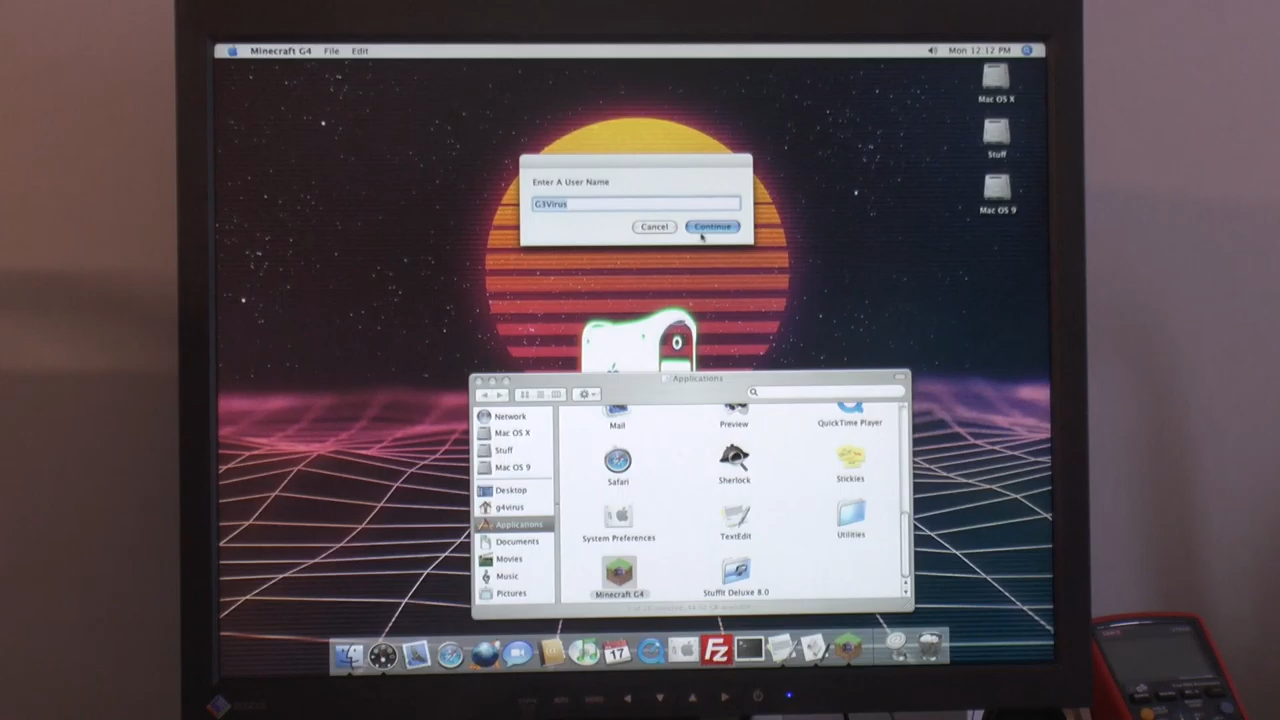 Minecraft G4 File Edit Mon 12:12 PM
Mac OS X
Stuff
Mac OS 9
Enter A User Name
G3Virus
Cancel Continue
Applications
Network
Mac OS X
Stuff
Mac OS 9
Desktop
g4virus
Applications
Documents
Movies
Music
Pictures
Mail Preview QuickTime Player
Safari Sherlock Stickies
System Preferences TextEdit Utilities
Minecraft G4 StuffIt Deluxe 8.0
17
FZ